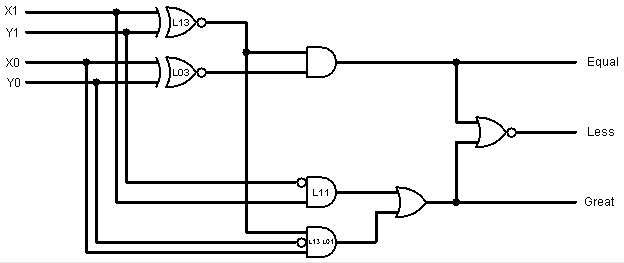 X1
L13
Y1
X0
Equal
L03
Y0
Less
L11
Great
L13 L01